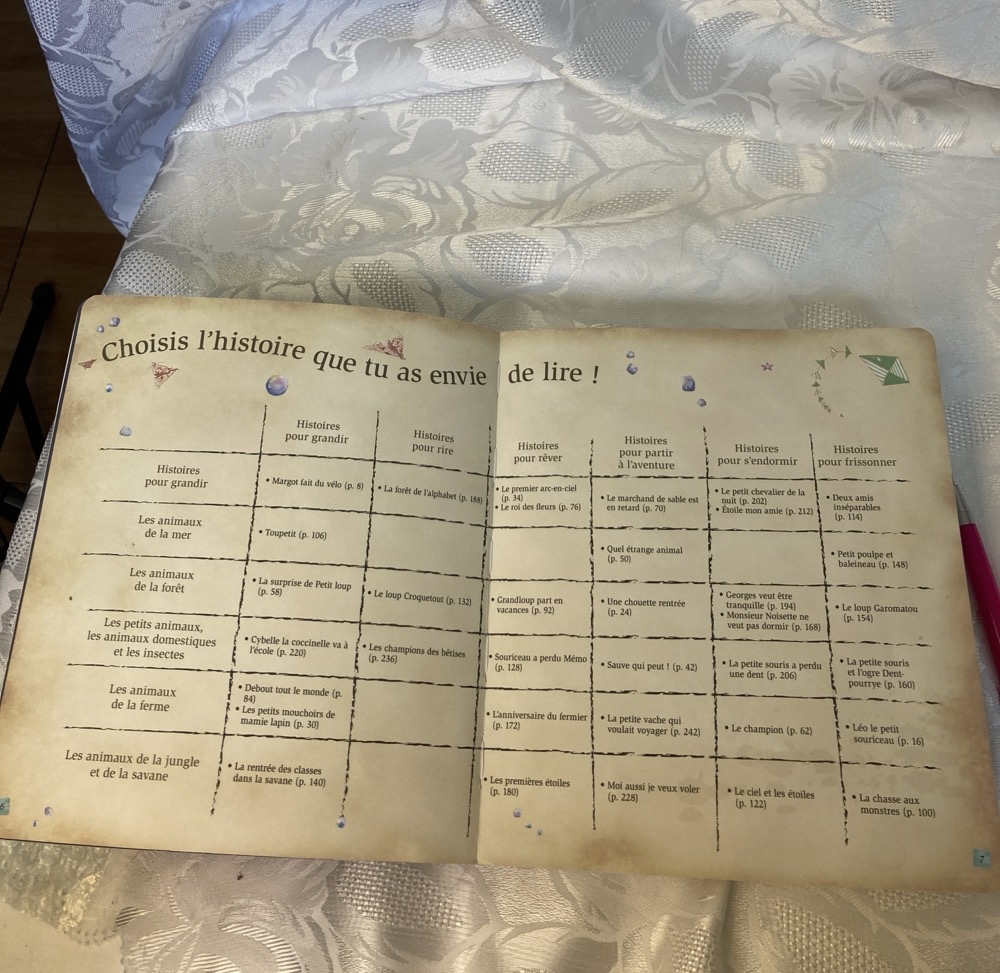 Choisis l'histoire que tu as envie de lire !
Histoires
pour grandir
Histoires
pour rire
Histoires
pour rêver
Histoires
pour partir
à l'aventure
Histoires
pour s'endormir
Histoires
pour frissonner
Histoires
pour grandir
• Margot fait du vélo (p. 8)
• La forêt de l'alphabet (p. 188)
• Le premier arc-en-ciel
(p. 34)
• Le roi des fleurs (p. 76)
• Le marchand de sable est
en retard (p. 70)
• Le petit chevalier de la
nuit (p. 202)
• Étoile mon amie (p. 212)
• Deux amis
inséparables
(p. 114)
Les animaux
de la mer
• Toupetit (p. 106)
• Quel étrange animal
(p. 50)
• Petit poulpe et
baleineau (p. 148)
Les animaux
de la forêt
• La surprise de Petit loup
(p. 58)
• Le loup Croquetout (p. 132)
• Grandloup part en
vacances (p. 92)
• Une chouette rentrée
(p. 24)
• Georges veut être
tranquille (p. 194)
• Monsieur Noisette ne
veut pas dormir (p. 168)
• Le loup Garomatou
(p. 154)
Les petits animaux,
les animaux domestiques
et les insectes
• Cybelle la coccinelle va à
l'école (p. 220)
• Les champions des bêtises
(p. 236)
• Souriceau a perdu Mémo
(p. 128)
• Sauve qui peut ! (p. 42)
• La petite souris a perdu
une dent (p. 206)
• La petite souris
et l'ogre Dent-
pourrye (p. 160)
Les animaux
de la ferme
• Debout tout le monde (p.
84)
• Les petits mouchoirs de
mamie lapin (p. 30)
• L'anniversaire du fermier
(p. 172)
• La petite vache qui
voulait voyager (p. 242)
• Le champion (p. 62)
• Léo le petit
souriceau (p. 16)
Les animaux de la jungle
et de la savane
• La rentrée des classes
dans la savane (p. 140)
• Les premières étoiles
(p. 180)
• Moi aussi je veux voler
(p. 228)
• Le ciel et les étoiles
(p. 122)
• La chasse aux
monstres (p. 100)
6
7